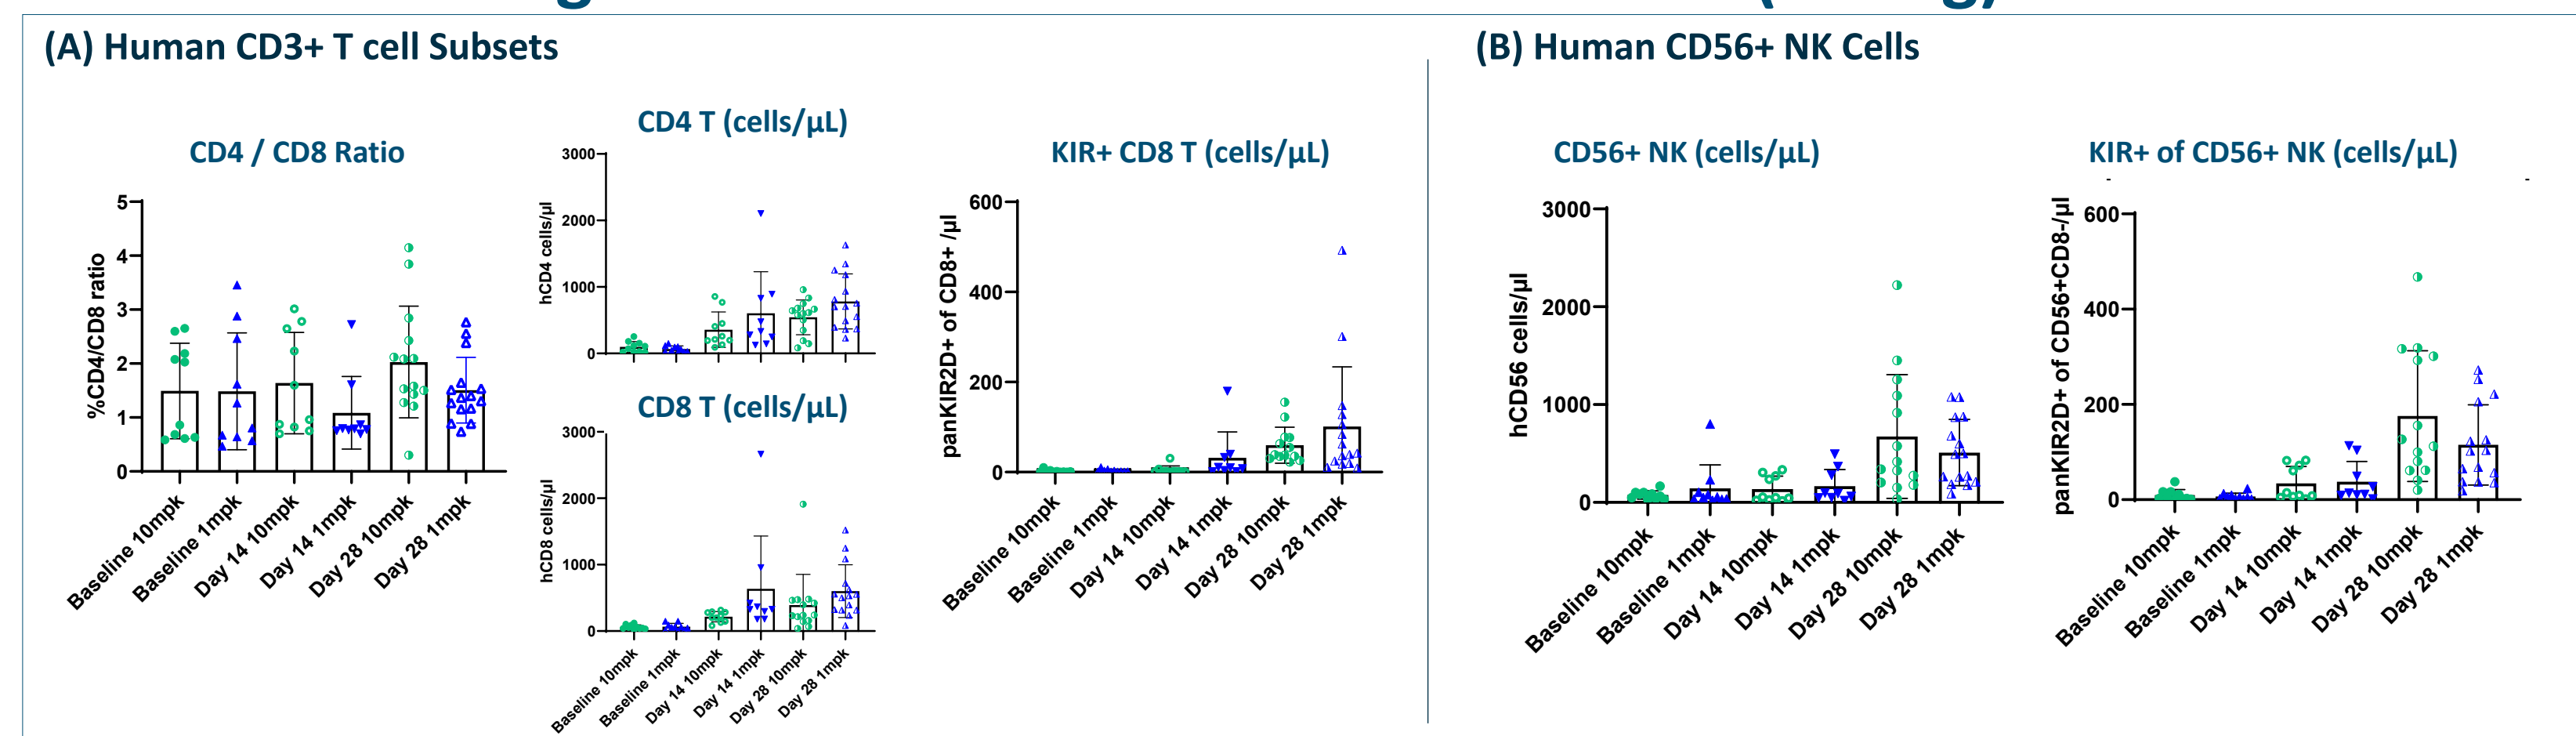 (A) Human CD3+ T cell Subsets
CD4 / CD8 Ratio
%CD4/CD8 ratio
5
4
3
2
1
0
Baseline 10mpk
Baseline 1mpk
Day 14 10mpk
Day 14 1mpk
Day 28 10mpk
Day 28 1mpk
CD4 T (cells/µL)
hCD4 cells/µl
3000
2000
1000
0
CD8 T (cells/µL)
hCD8 cells/µl
3000
2000
1000
0
Baseline 10mpk
Baseline 1mpk
Day 14 10mpk
Day 14 1mpk
Day 28 10mpk
Day 28 1mpk
KIR+ CD8 T (cells/µL)
panKIR2D+ of CD8+ /µl
600
400
200
0
Baseline 10mpk
Baseline 1mpk
Day 14 10mpk
Day 14 1mpk
Day 28 10mpk
Day 28 1mpk
(B) Human CD56+ NK Cells
CD56+ NK (cells/µL)
hCD56 cells/µl
3000
2000
1000
0
Baseline 10mpk
Baseline 1mpk
Day 14 10mpk
Day 14 1mpk
Day 28 10mpk
Day 28 1mpk
KIR+ of CD56+ NK (cells/µL)
panKIR2D+ of CD56+CD8-/µl
600
400
200
0
Baseline 10mpk
Baseline 1mpk
Day 14 10mpk
Day 14 1mpk
Day 28 10mpk
Day 28 1mpk